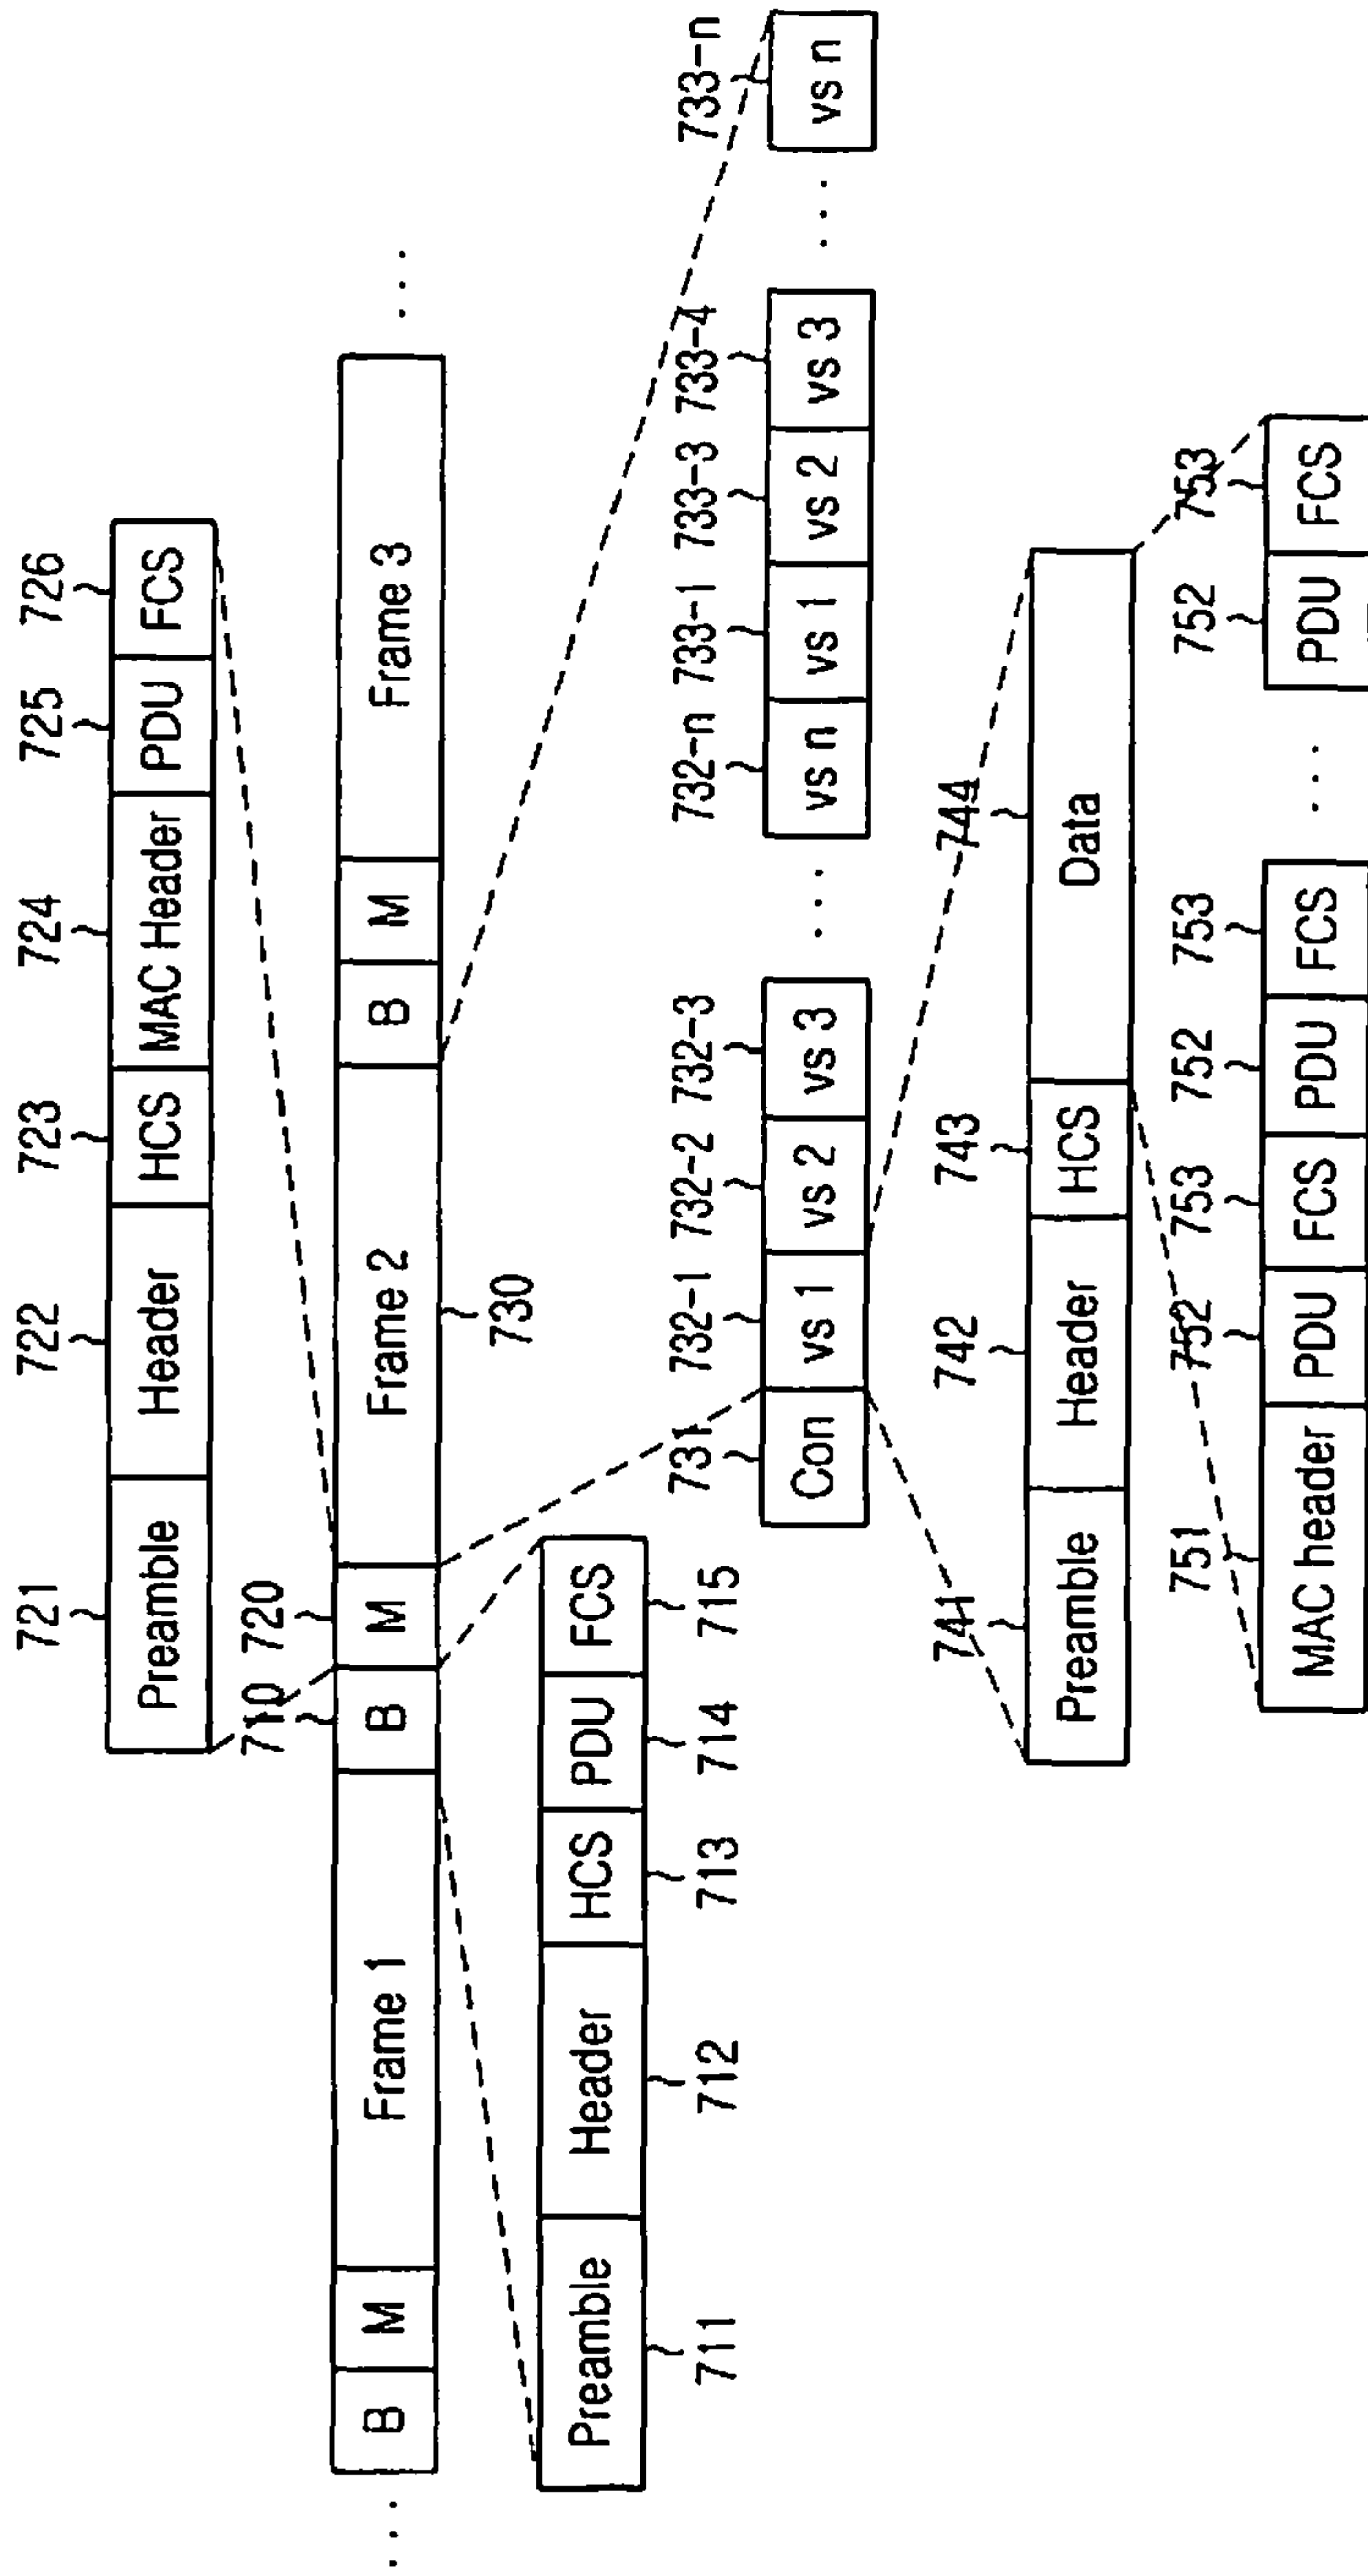 721 722 723 724 725 726
Preamble Header HCS MAC Header PDU FCS
710 720
... B M Frame 1 B M Frame 2 B M Frame 3 ...
730
Preamble Header HCS PDU FCS
711 712 713 714 715
731 732-1 732-2 732-3 732-n 733-1 733-3 733-4 733-n
Con vs 1 vs 2 vs 3 ... vs n vs 1 vs 2 vs 3 ... vs n
741 742 743 744
Preamble Header HCS Data
751 752 753 752 753 752 753
MAC header PDU FCS PDU FCS ... PDU FCS